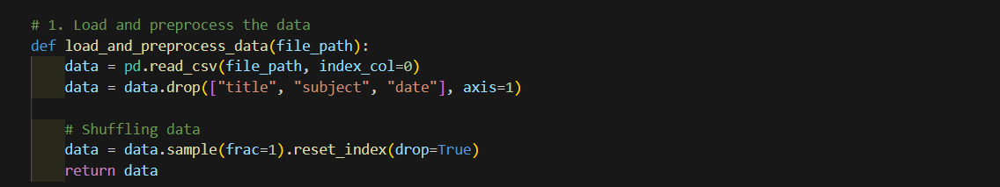 # 1. Load and preprocess the data
def load_and_preprocess_data(file_path):
    data = pd.read_csv(file_path, index_col=0)
    data = data.drop(["title", "subject", "date"], axis=1)

    # Shuffling data
    data = data.sample(frac=1).reset_index(drop=True)
    return data